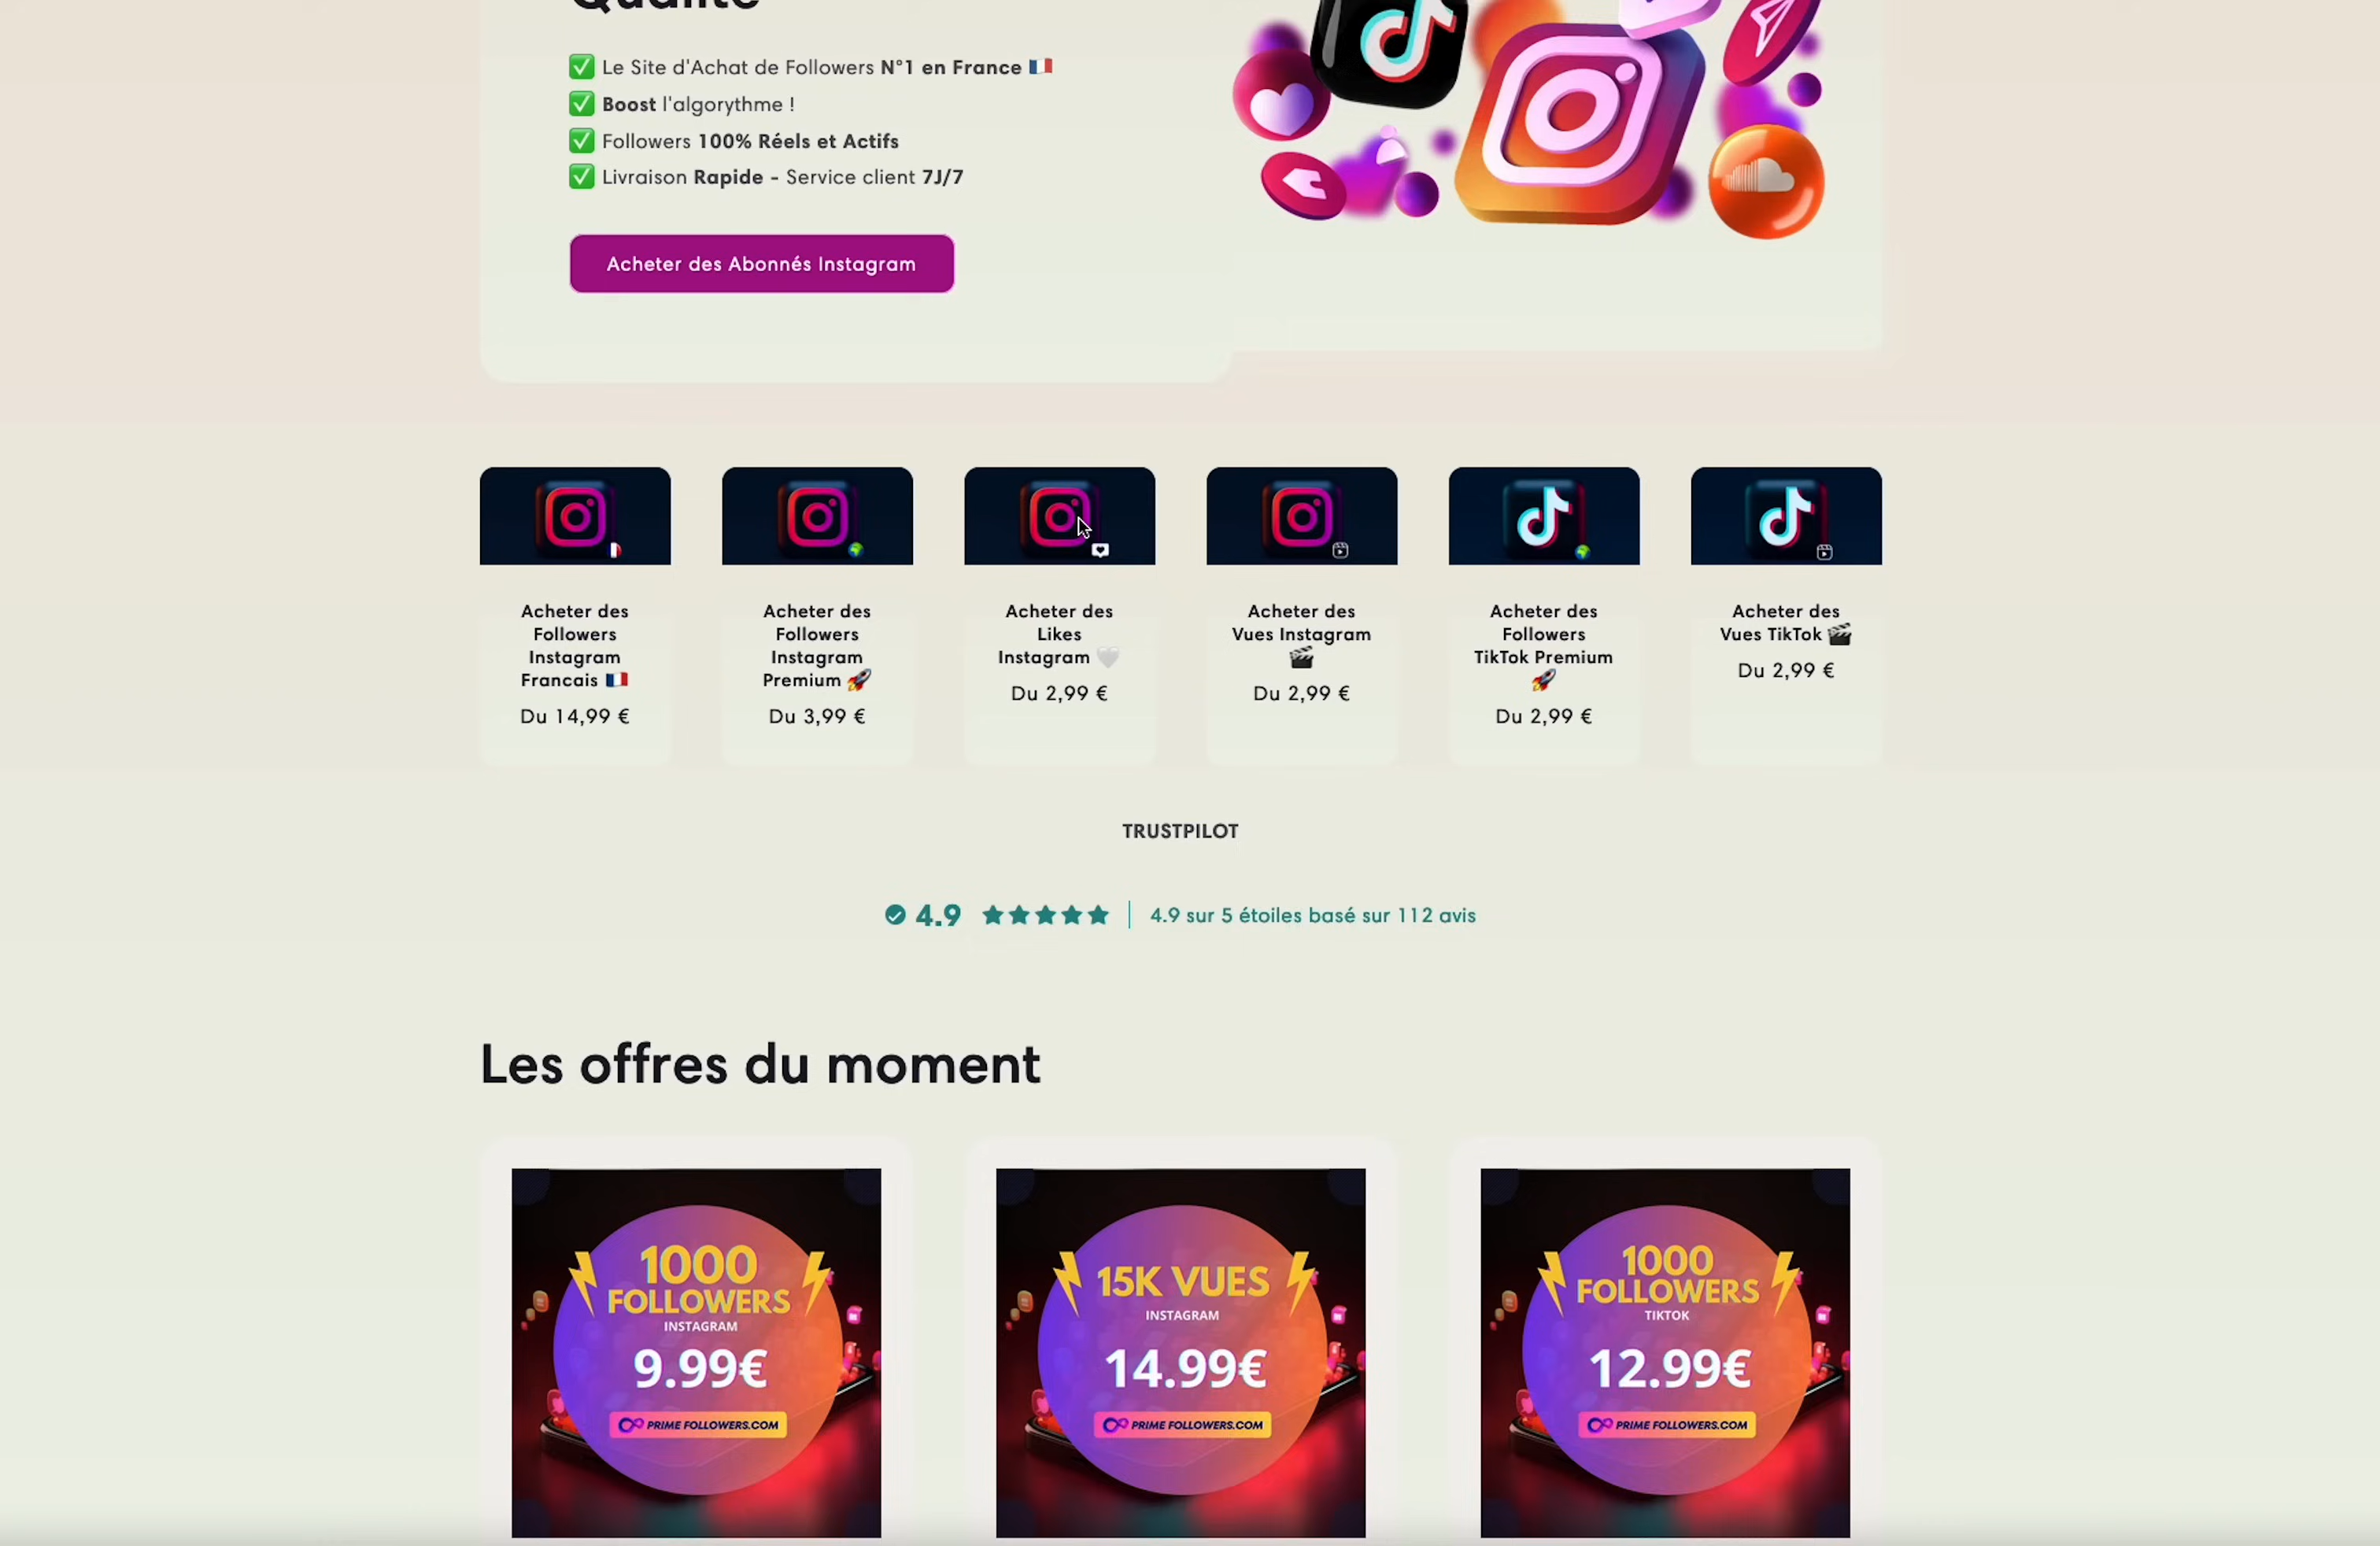 Qualité
Le Site d'Achat de Followers N°1 en France
Boost l'algorythme !
Followers 100% Réels et Actifs
Livraison Rapide - Service client 7J/7
Acheter des Abonnés Instagram
Acheter des
Followers
Instagram
Francais
Du 14,99 €
Acheter des
Followers
Instagram
Premium
Du 3,99 €
Acheter des
Likes
Instagram
Du 2,99 €
Acheter des
Vues Instagram
Du 2,99 €
Acheter des
Followers
TikTok Premium
Du 2,99 €
Acheter des
Vues TikTok
Du 2,99 €
TRUSTPILOT
4.9
4.9 sur 5 étoiles basé sur 112 avis
Les offres du moment
1000
FOLLOWERS
INSTAGRAM
9.99€
PRIME FOLLOWERS.COM
15K VUES
INSTAGRAM
14.99€
PRIME FOLLOWERS.COM
1000
FOLLOWERS
TIKTOK
12.99€
PRIME FOLLOWERS.COM